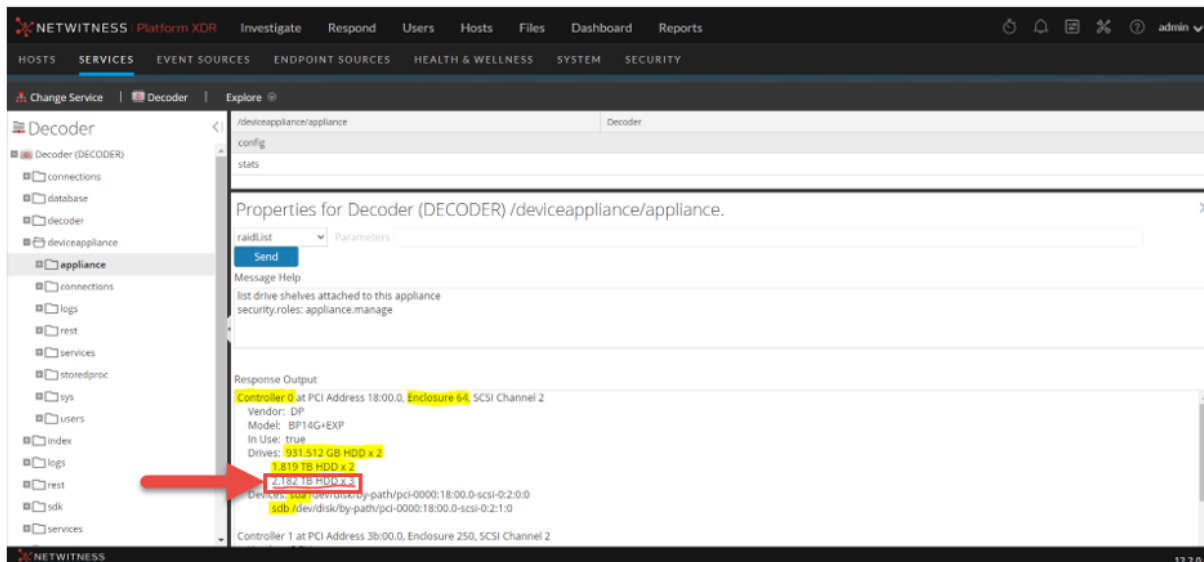 NETWITNESS Platform XDR Investigate Respond Users Hosts Files Dashboard Reports admin
HOSTS SERVICES EVENT SOURCES ENDPOINT SOURCES HEALTH & WELLNESS SYSTEM SECURITY
Change Service | Decoder | Explore
Decoder
Decoder (DECODER)
connections
database
decoder
deviceappliance
appliance
connections
logs
rest
services
storedproc
sys
users
index
logs
rest
sdk
services
/deviceappliance/appliance Decoder
config
stats
Properties for Decoder (DECODER) /deviceappliance/appliance.
raidList Parameters
Send
Message Help
list drive shelves attached to this appliance
security.roles: appliance.manage
Response Output
Controller 0 at PCI Address 18:00.0, Enclosure 64, SCSI Channel 2
Vendor: DP
Model: BP14G+EXP
In Use: true
Drives: 931.512 GB HDD x 2
1.819 TB HDD x 2
2.182 TB HDD x 3
Devices: sda /dev/disk/by-path/pci-0000:18:00.0-scsi-0:2:0:0
sdb /dev/disk/by-path/pci-0000:18:00.0-scsi-0:2:1:0
Controller 1 at PCI Address 3b:00.0, Enclosure 250, SCSI Channel 2
NETWITNESS